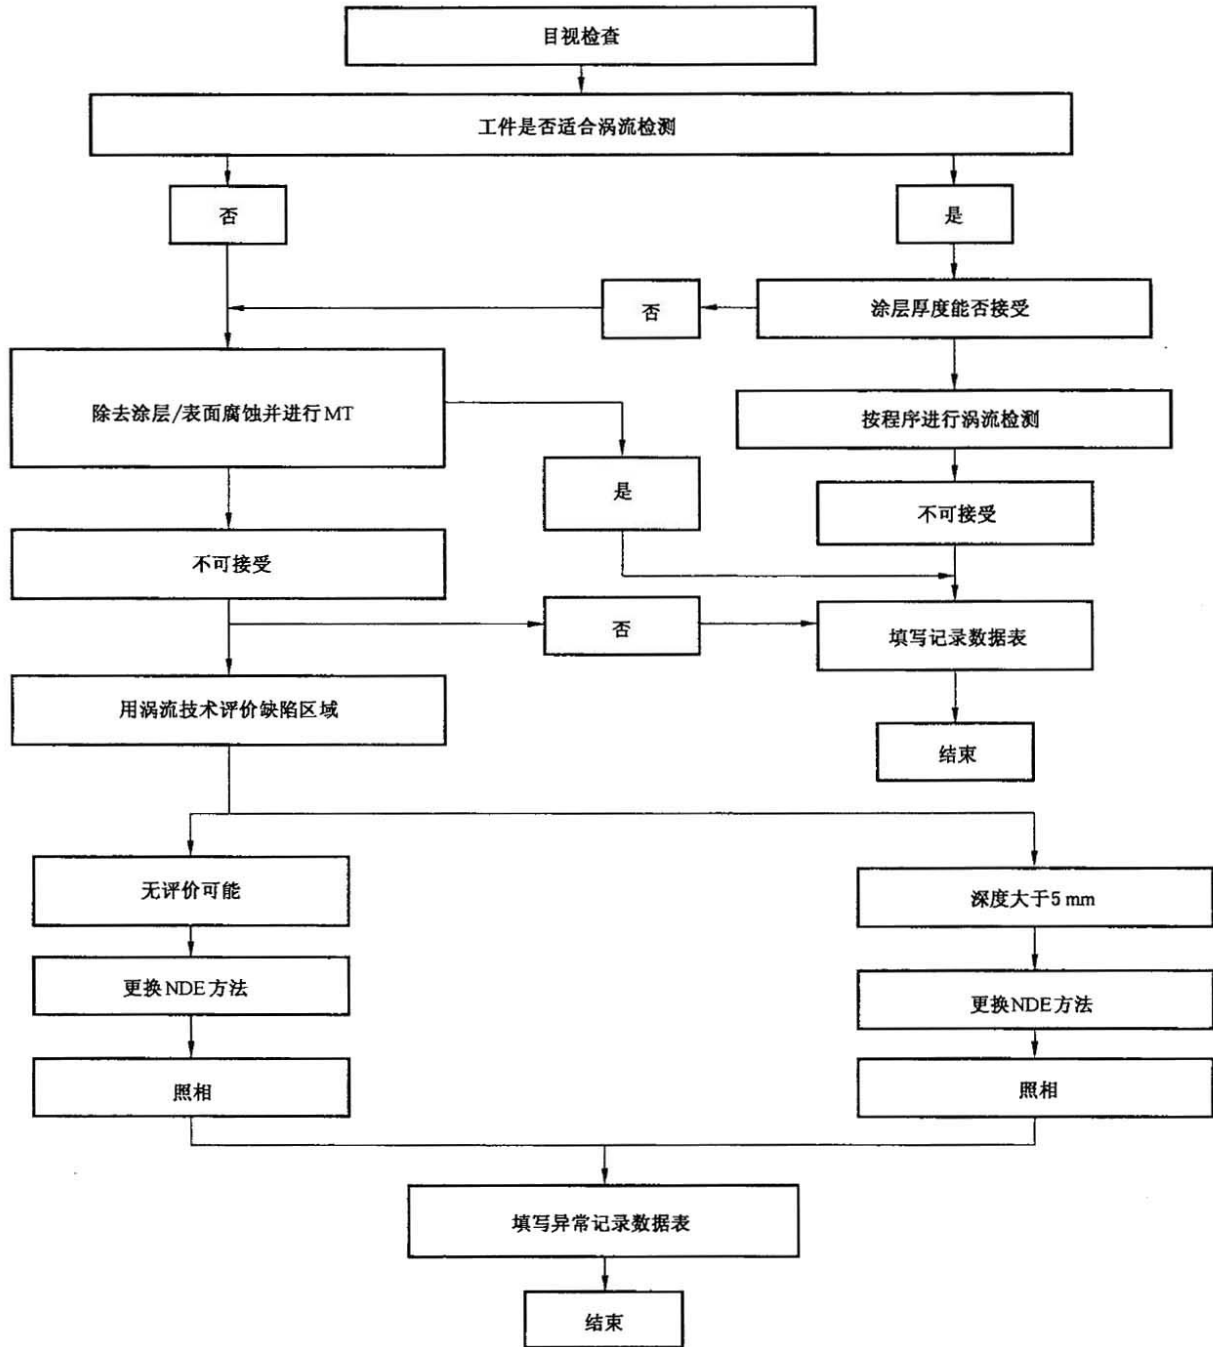 目视检查
工件是否适合涡流检测
否
是
否
涂层厚度能否接受
除去涂层/表面腐蚀并进行MT
按程序进行涡流检测
是
不可接受
不可接受
否
填写记录数据表
用涡流技术评价缺陷区域
结束
无评价可能
深度大于5 mm
更换NDE方法
更换NDE方法
照相
照相
填写异常记录数据表
结束